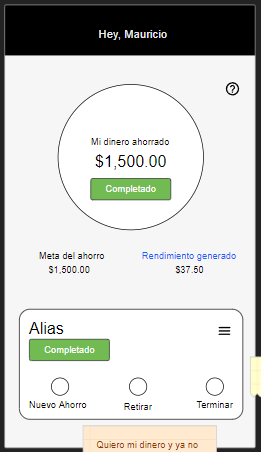 Hey, Mauricio
Mi dinero ahorrado
$1,500.00
Completado
Meta del ahorro
Rendimiento generado
$1,500.00
$37.50
Alias
Completado
Nuevo Ahorro
Retirar
Terminar
Quiero mi dinero y ya no